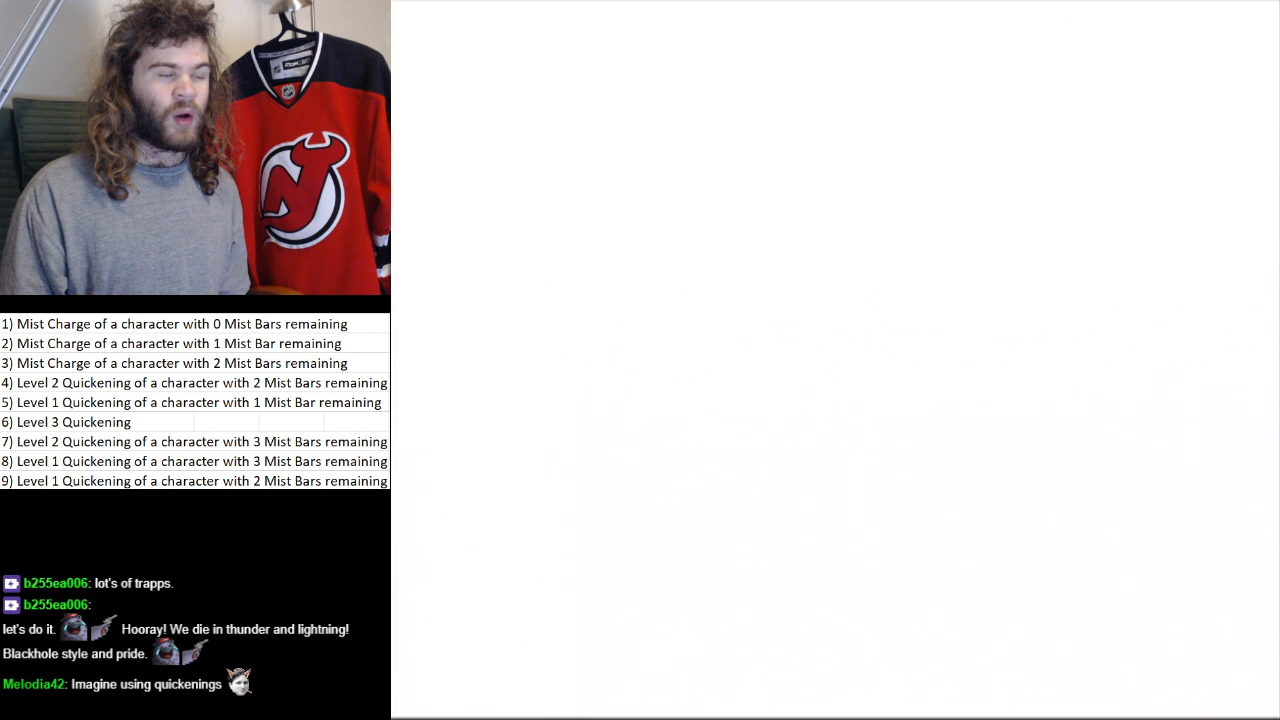 RBK
NJ
1) Mist Charge of a character with 0 Mist Bars remaining
2) Mist Charge of a character with 1 Mist Bar remaining
3) Mist Charge of a character with 2 Mist Bars remaining
4) Level 2 Quickening of a character with 2 Mist Bars remaining
5) Level 1 Quickening of a character with 1 Mist Bar remaining
6) Level 3 Quickening
7) Level 2 Quickening of a character with 3 Mist Bars remaining
8) Level 1 Quickening of a character with 3 Mist Bars remaining
9) Level 1 Quickening of a character with 2 Mist Bars remaining
b255ea006: lot's of trapps.
b255ea006:
let's do it. Hooray! We die in thunder and lightning!
Blackhole style and pride.
Melodia42: Imagine using quickenings